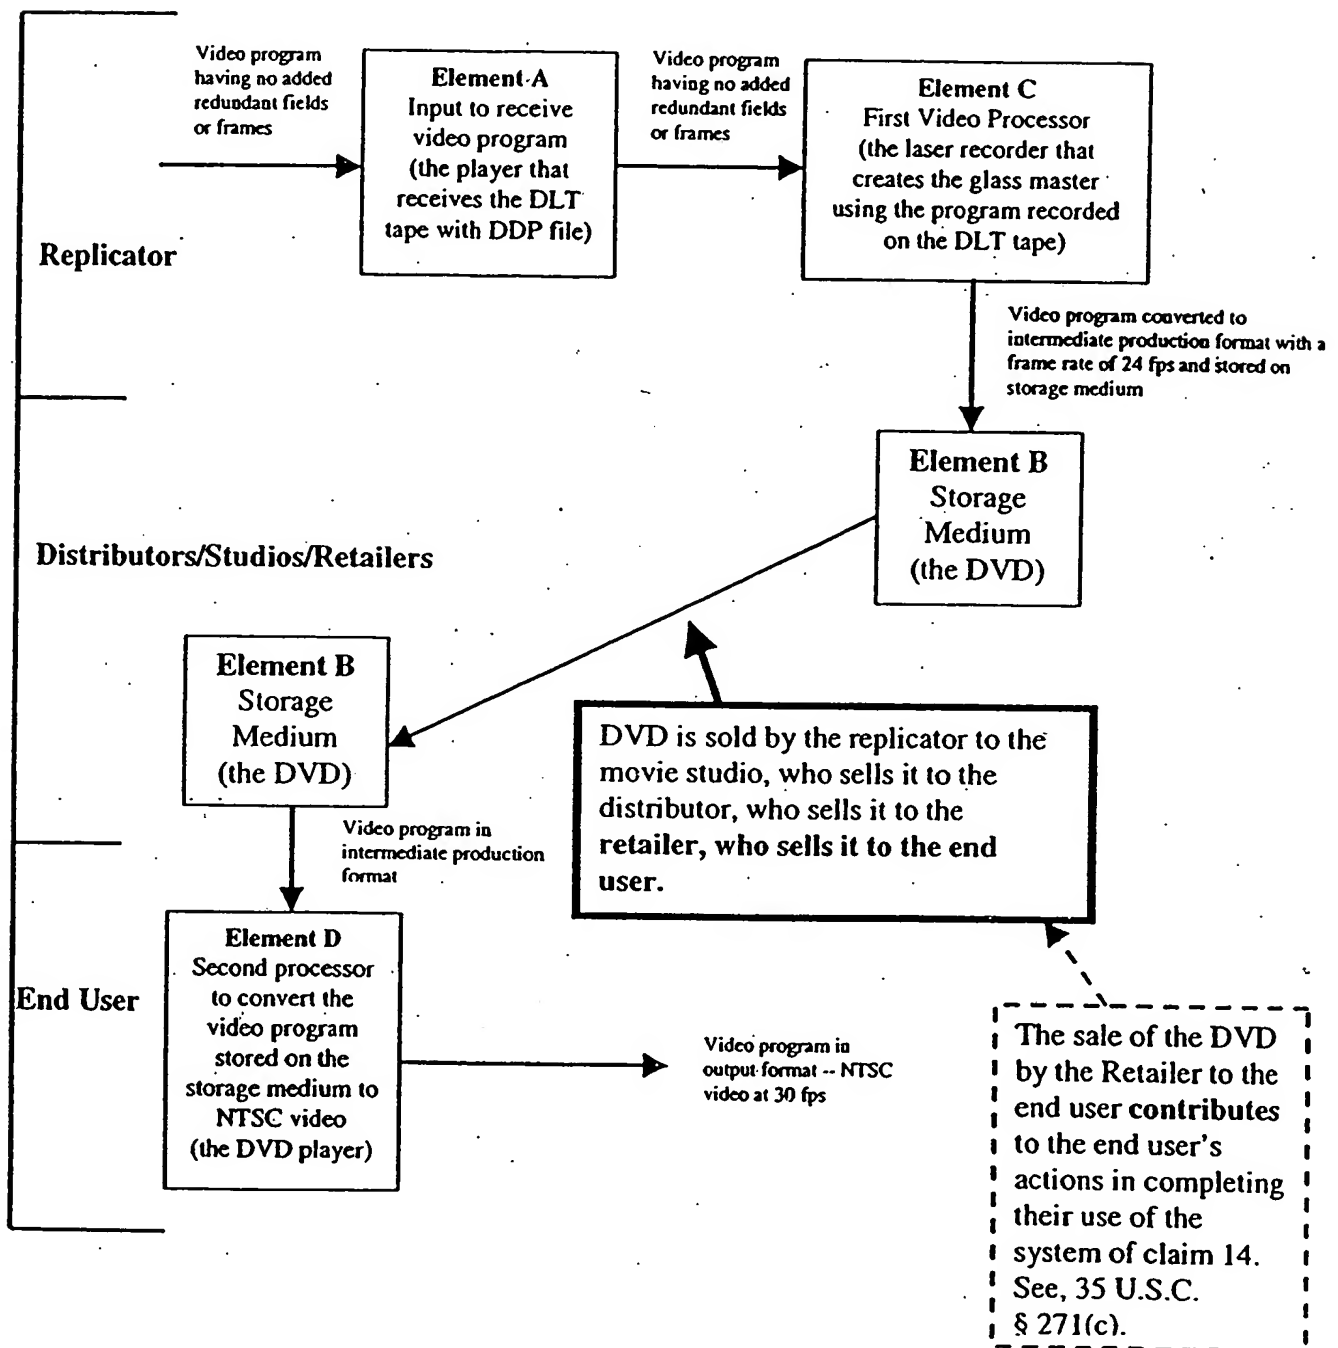 Video program
having no added
redundant fields
or frames
Element A
Input to receive
video program
(the player that
receives the DLT
tape with DDP file)
Video program
having no added
redundant fields
or frames
Element C
First Video Processor
(the laser recorder that
creates the glass master
using the program recorded
on the DLT tape)
Replicator
Video program converted to
intermediate production format with a
frame rate of 24 fps and stored on
storage medium
Element B
Storage
Medium
(the DVD)
Distributors/Studios/Retailers
Element B
Storage
Medium
(the DVD)
DVD is sold by the replicator to the
movie studio, who sells it to the
distributor, who sells it to the
retailer, who sells it to the end
user.
Video program in
intermediate production
format
End User
Element D
Second processor
to convert the
video program
stored on the
storage medium to
NTSC video
(the DVD player)
Video program in
output format -- NTSC
video at 30 fps
The sale of the DVD
by the Retailer to the
end user contributes
to the end user's
actions in completing
their use of the
system of claim 14.
See, 35 U.S.C.
§ 271(c).